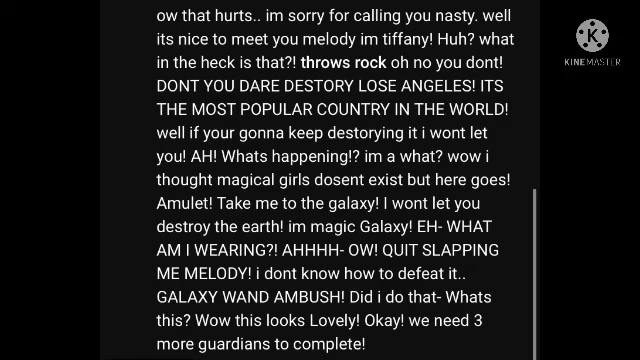 ow that hurts.. im sorry for calling you nasty. well
its nice to meet you melody im tiffany! Huh? what
in the heck is that?! throws rock oh no you dont!
DONT YOU DARE DESTORY LOSE ANGELES! ITS
THE MOST POPULAR COUNTRY IN THE WORLD!
well if your gonna keep destorying it i wont let
you! AH! Whats happening!? im a what? wow i
thought magical girls dosent exist but here goes!
Amulet! Take me to the galaxy! I wont let you
destroy the earth! im magic Galaxy! EH- WHAT
AM I WEARING?! AHHHH- OW! QUIT SLAPPING
ME MELODY! i dont know how to defeat it..
GALAXY WAND AMBUSH! Did i do that- Whats
this? Wow this looks Lovely! Okay! we need 3
more guardians to complete!
K
KINEMASTER